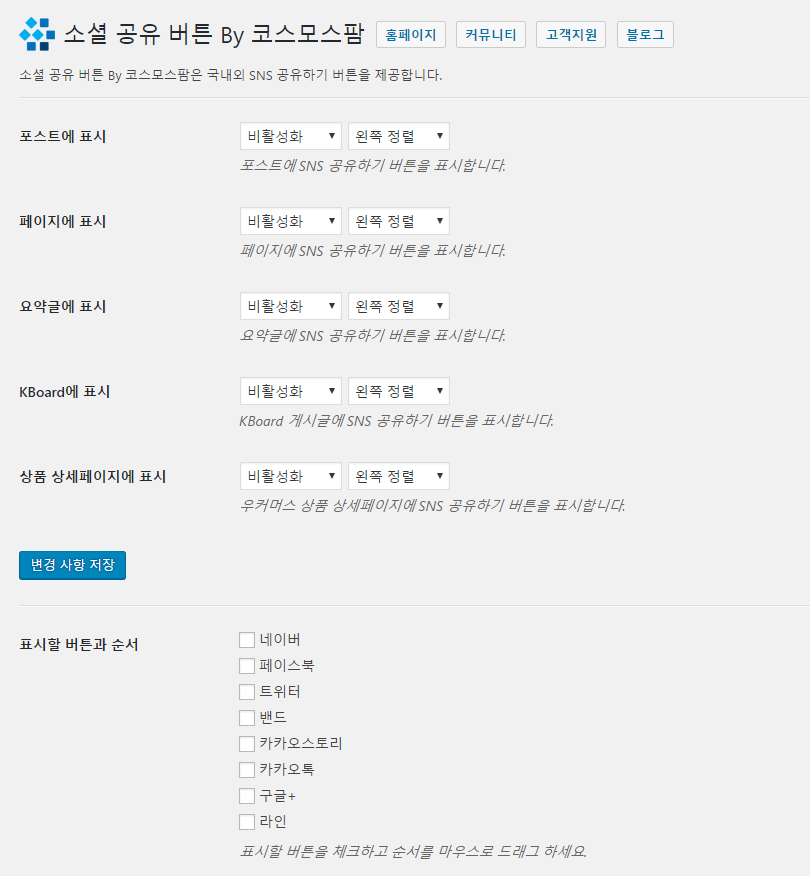 소셜 공유 버튼 By 코스모스팜 홈페이지 커뮤니티 고객지원 블로그
소셜 공유 버튼 By 코스모스팜은 국내외 SNS 공유하기 버튼을 제공합니다.
포스트에 표시 비활성화 왼쪽 정렬
포스트에 SNS 공유하기 버튼을 표시합니다.
페이지에 표시 비활성화 왼쪽 정렬
페이지에 SNS 공유하기 버튼을 표시합니다.
요약글에 표시 비활성화 왼쪽 정렬
요약글에 SNS 공유하기 버튼을 표시합니다.
KBoard에 표시 비활성화 왼쪽 정렬
KBoard 게시글에 SNS 공유하기 버튼을 표시합니다.
상품 상세페이지에 표시 비활성화 왼쪽 정렬
우커머스 상품 상세페이지에 SNS 공유하기 버튼을 표시합니다.
변경 사항 저장
표시할 버튼과 순서 네이버
페이스북
트위터
밴드
카카오스토리
카카오톡
구글+
라인
표시할 버튼을 체크하고 순서를 마우스로 드래그 하세요.